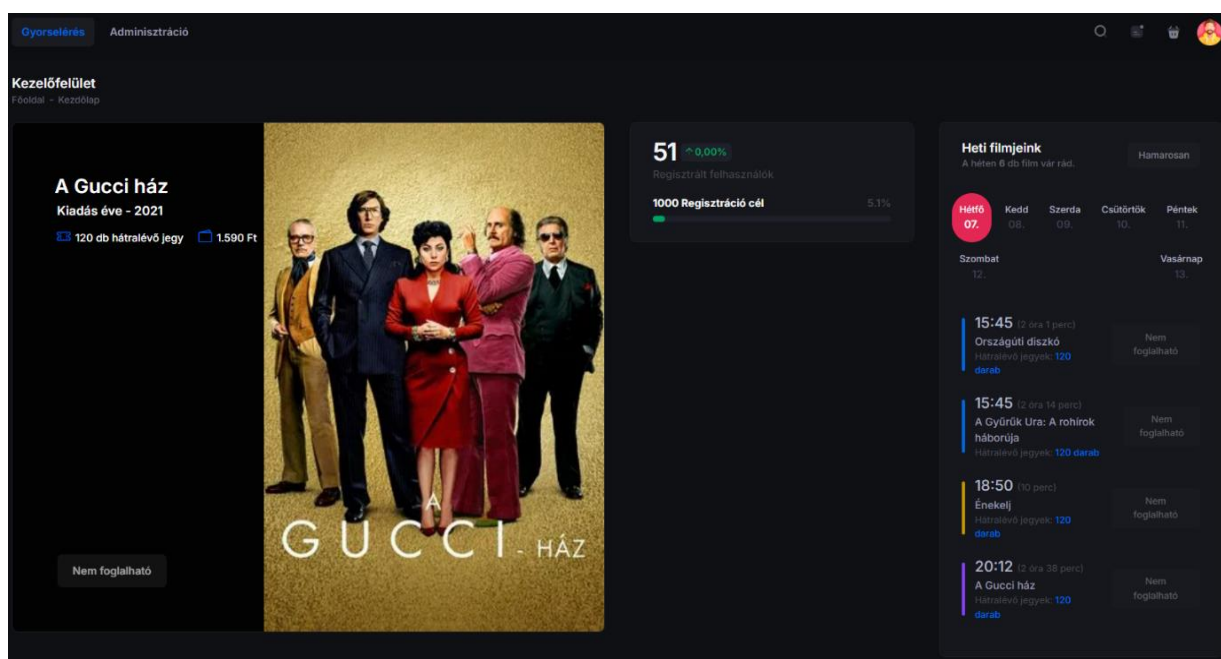 Gyorselérés Adminisztráció
Kezelőfelület
Főoldal - Kezdőlap
A Gucci ház
Kiadás éve - 2021
120 db hátralévő jegy 1.590 Ft
Nem foglalható
A
GUCCI - HÁZ
51 0,00%
Regisztrált felhasználók
1000 Regisztráció cél 5.1%
Heti filmjeink
A héten 6 db film vár rád.
Hamarosan
Hétfő Kedd Szerda Csütörtök Péntek
07. 08. 09. 10. 11.
Szombat Vasárnap
12. 13.
15:45 (2 óra 1 perc)
Országúti diszkó
Hátralévő jegyek: 120
darab
Nem
foglalható
15:45 (2 óra 14 perc)
A Gyűrűk Ura: A rohírok
háborúja
Hátralévő jegyek: 120 darab
Nem
foglalható
18:50 (10 perc)
Énekelj
Hátralévő jegyek: 120
darab
Nem
foglalható
20:12 (2 óra 38 perc)
A Gucci ház
Hátralévő jegyek: 120
darab
Nem
foglalható